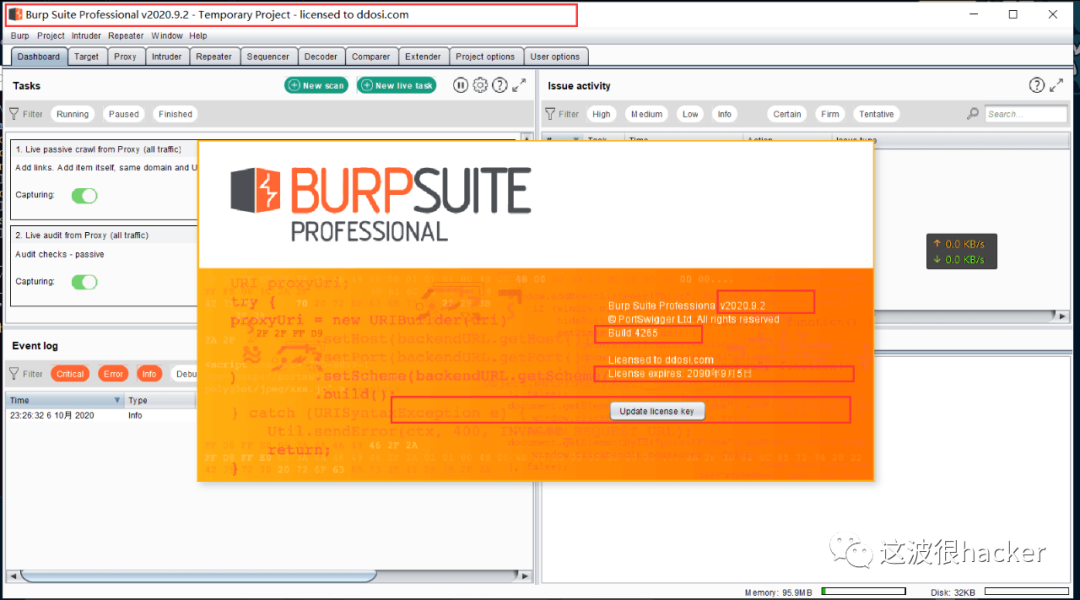 Burp Suite Professional v2020.9.2 - Temporary Project - licensed to ddosi.com
Burp Project Intruder Repeater Window Help
Dashboard Target Proxy Intruder Repeater Sequencer Decoder Comparer Extender Project options User options
Tasks
New scan
New live task
Filter Running Paused Finished
1. Live passive crawl from Proxy (all traffic)
Add links. Add item itself, same domain and U
Capturing:
2. Live audit from Proxy (all traffic)
Audit checks - passive
Capturing:
Issue activity
Filter High Medium Low Info Certain Firm Tentative
Search...
# Task Time Action Issue type
BURPSUITE
PROFESSIONAL
URI proxyUri;
try {
proxyUri = new URIBuilder(uri)
.setHost(backendURL.getHost(
.setScheme(backendURL.getScheme
.build();
} catch (URISyntaxException e) {
Util.sendError(ctx, 400,
return;
}
Burp Suite Professional v2020.9.2
© PortSwigger Ltd. All rights reserved
Build 4265
Licensed to ddosi.com
License expires: 2090年9月5日
Update license key
↑ 0.0 KB/s
↓ 0.0 KB/s
Event log
Filter Critical Error Info Debu
Time Type
23:26:32 6 10月 2020 Info
这波很hacker
Memory: 95.9MB Disk: 32KB